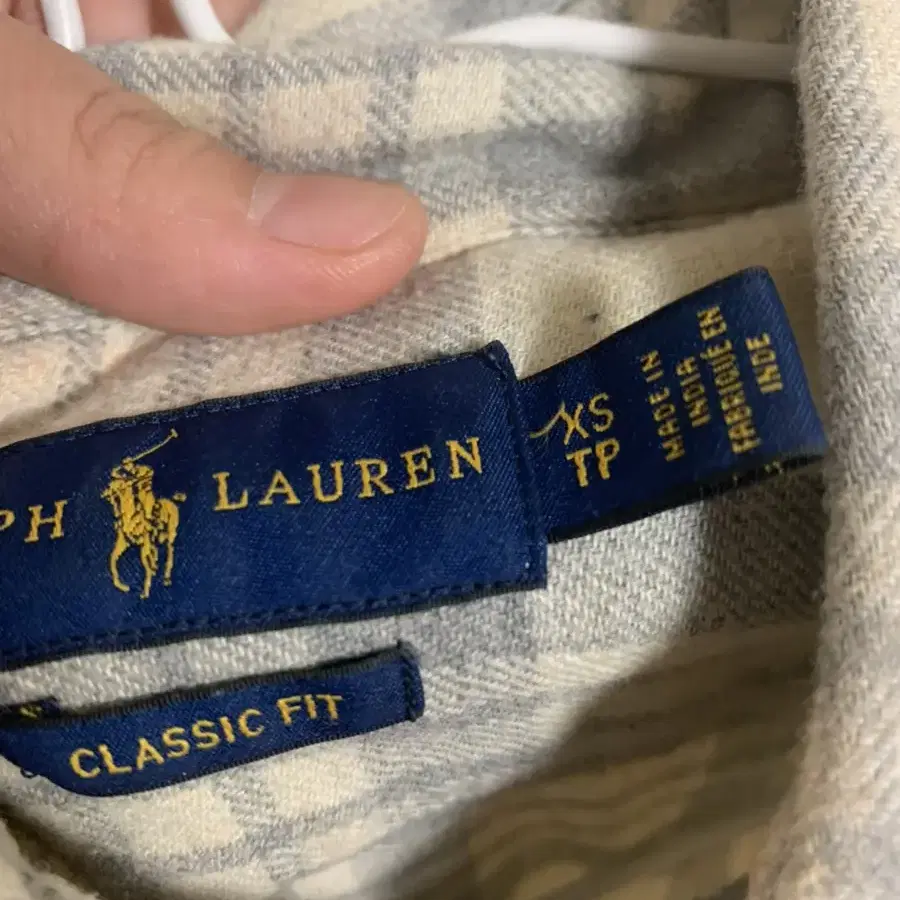 PH LAUREN
XS
TP
MADE IN
INDIA
FABRIQUÉ EN
INDE
CLASSIC FIT